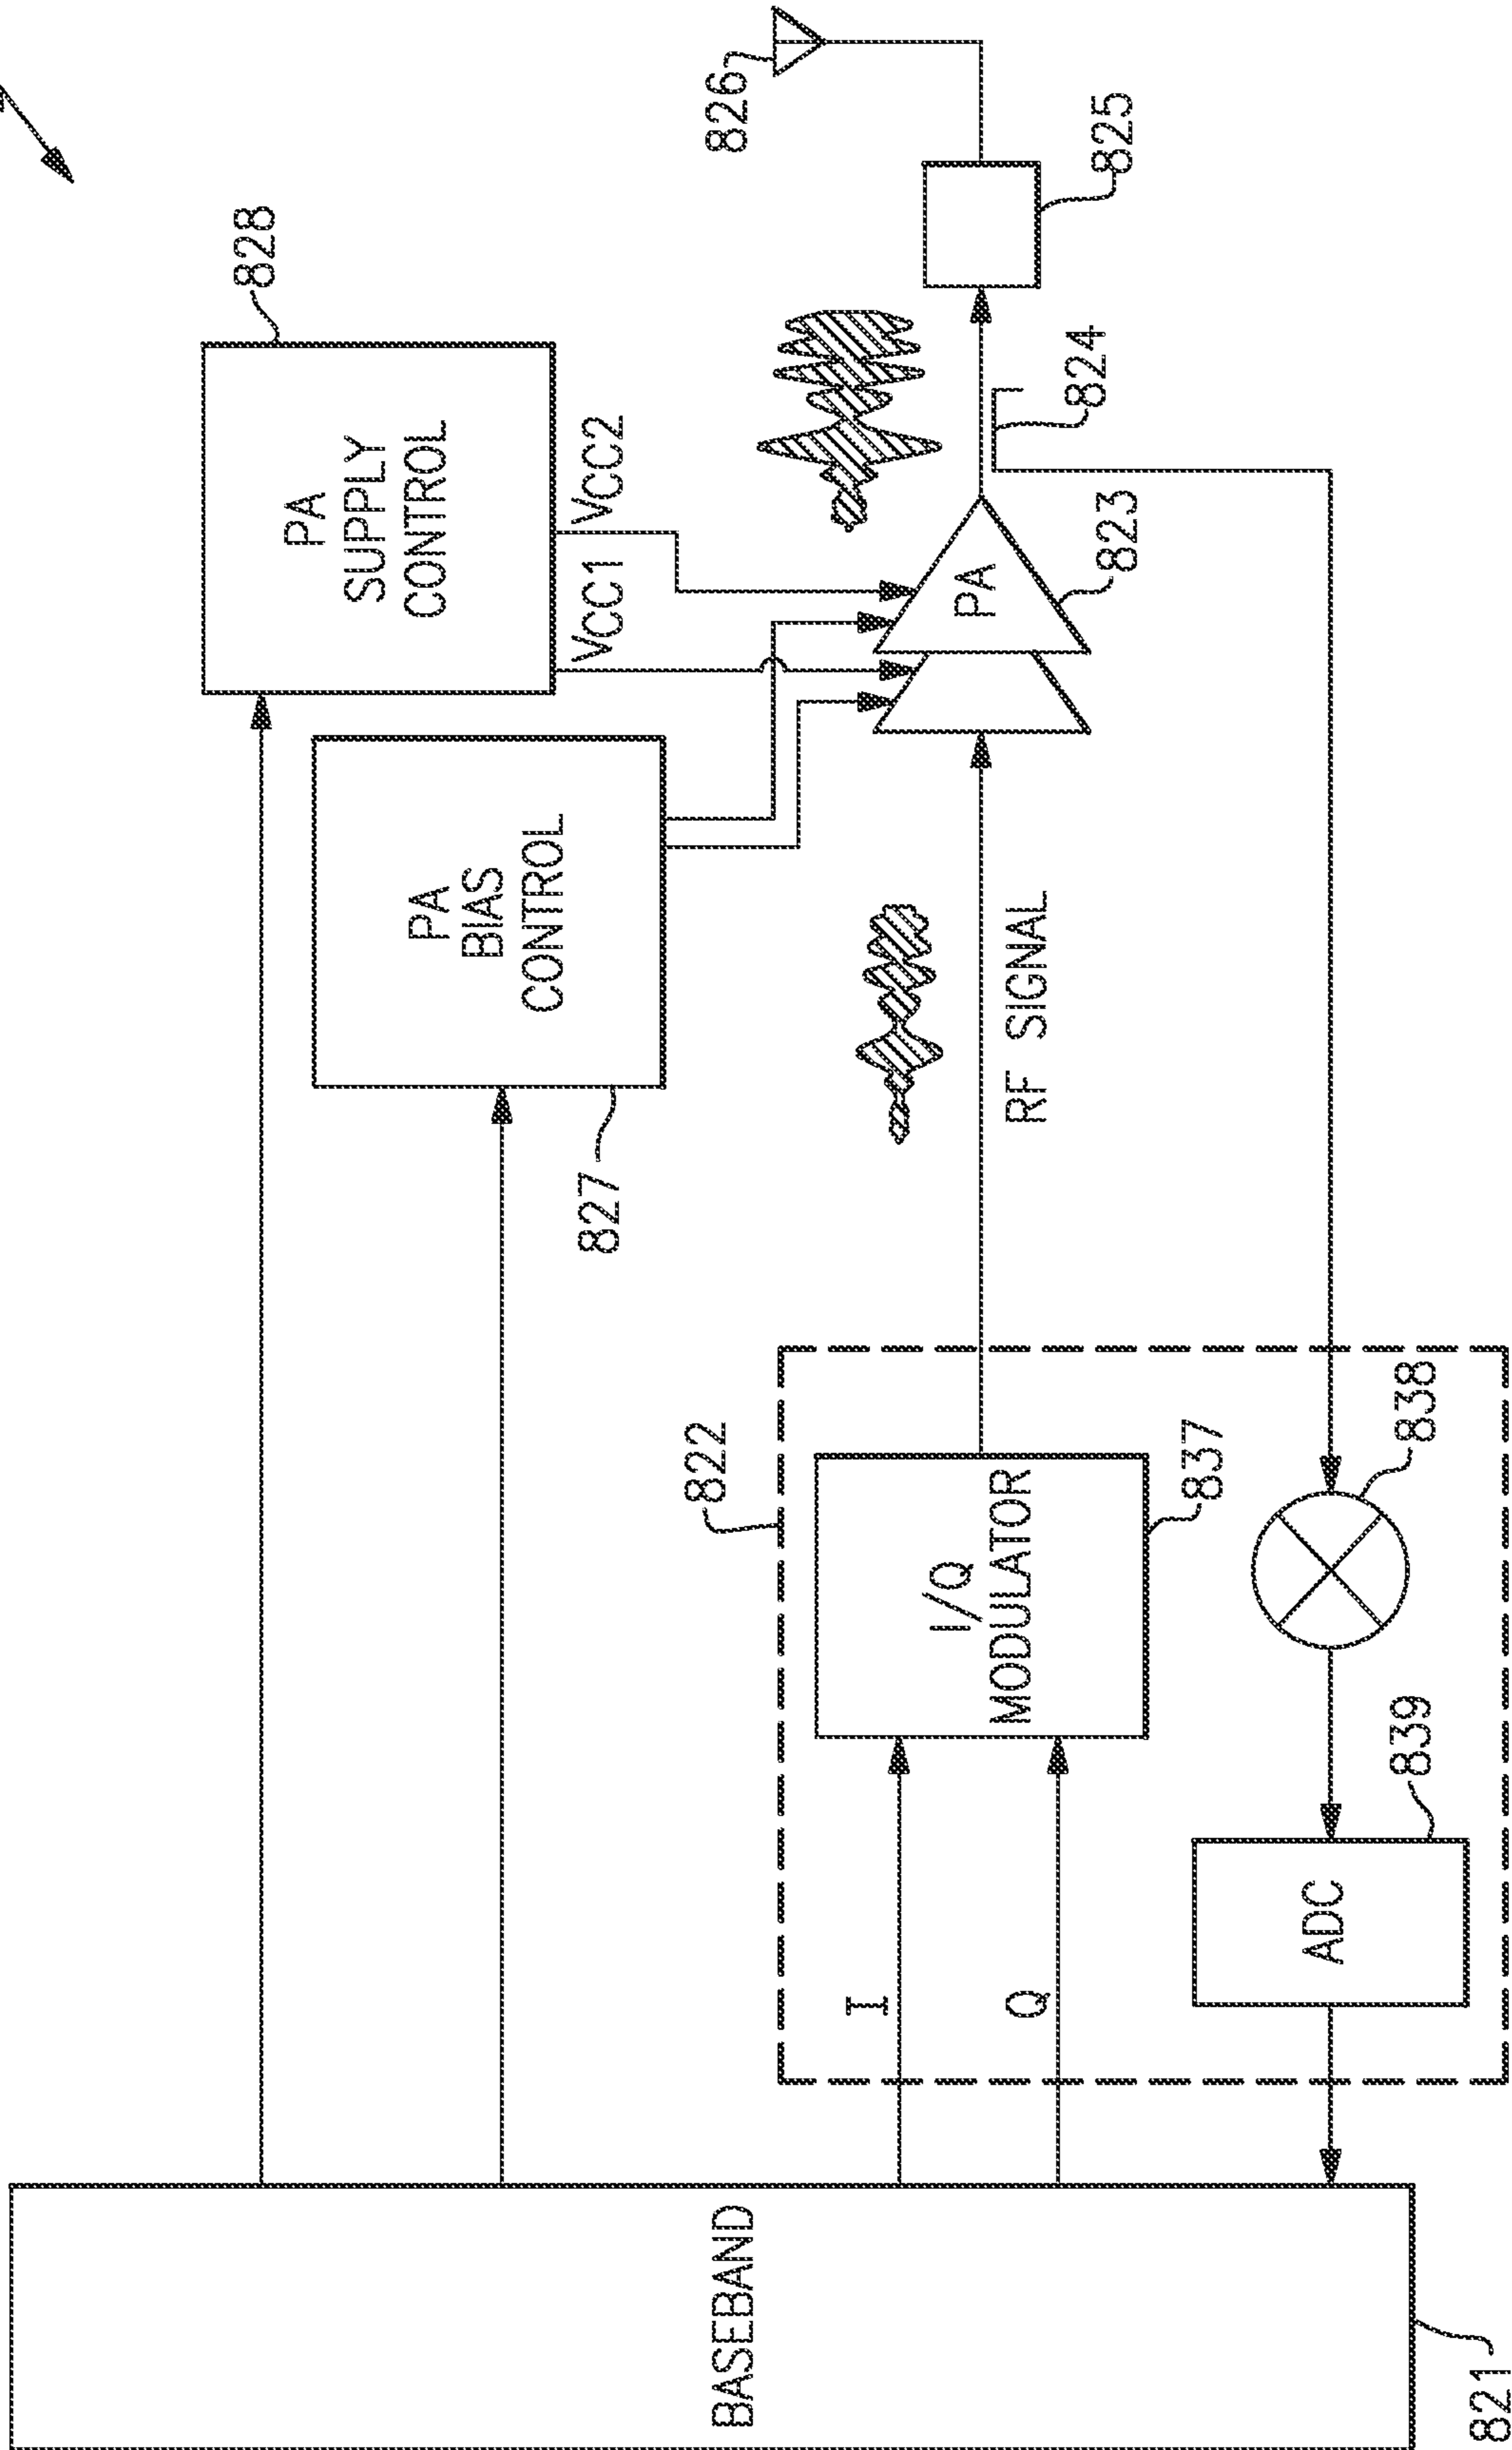 828
PA
SUPPLY
CONTROL
VCC1
VCC2
PA
BIAS
CONTROL
827
826
825
824
PA
823
RF SIGNAL
822
I/Q
MODULATOR
837
I
Q
838
ADC
839
BASEBAND
821